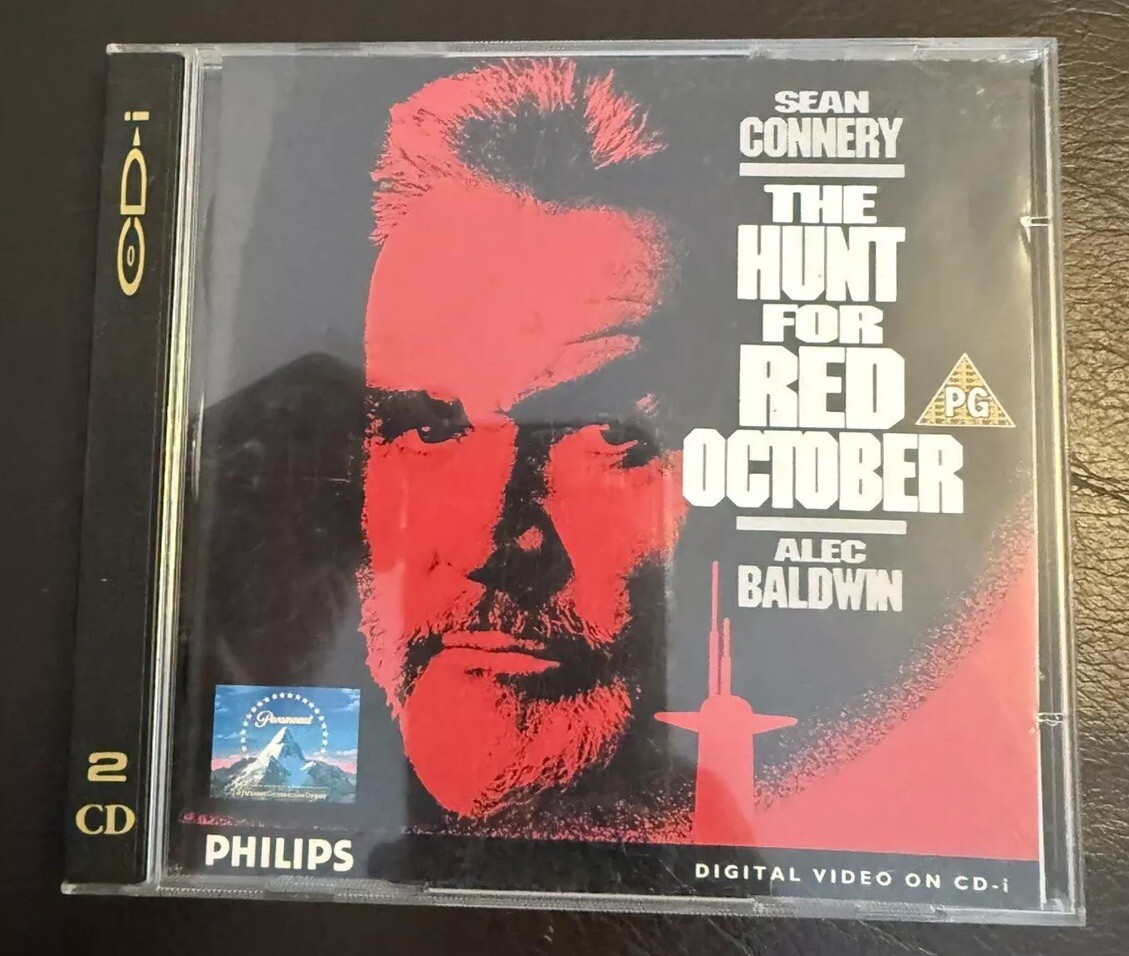 CD-i
2
CD
SEAN
CONNERY
THE
HUNT
FOR
RED
OCTOBER
PG
ALEC
BALDWIN
Paramount
PHILIPS
DIGITAL VIDEO ON CD-i